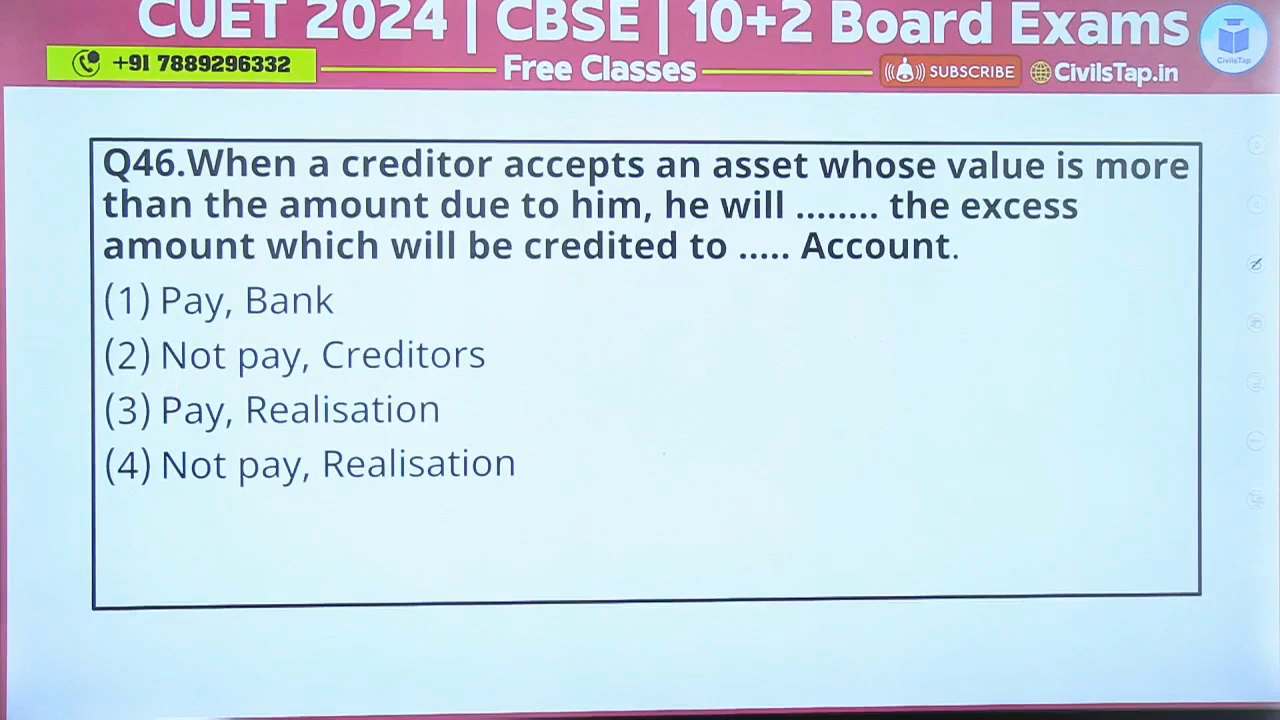 CUET 2024 | CBSE | 10+2 Board Exams
+91 7889296332
Free Classes
SUBSCRIBE
CivilsTap.in
CivilsTap
Q46.When a creditor accepts an asset whose value is more
than the amount due to him, he will ........ the excess
amount which will be credited to ..... Account.
(1) Pay, Bank
(2) Not pay, Creditors
(3) Pay, Realisation
(4) Not pay, Realisation